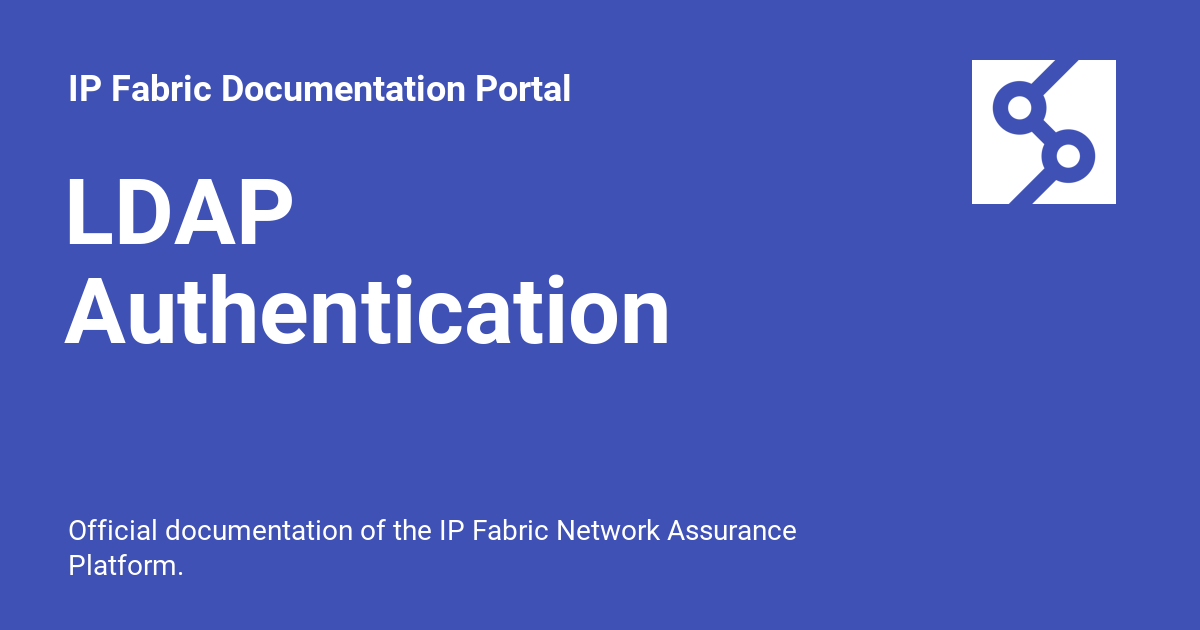 IP Fabric Documentation Portal
LDAP
Authentication
Official documentation of the IP Fabric Network Assurance
Platform.